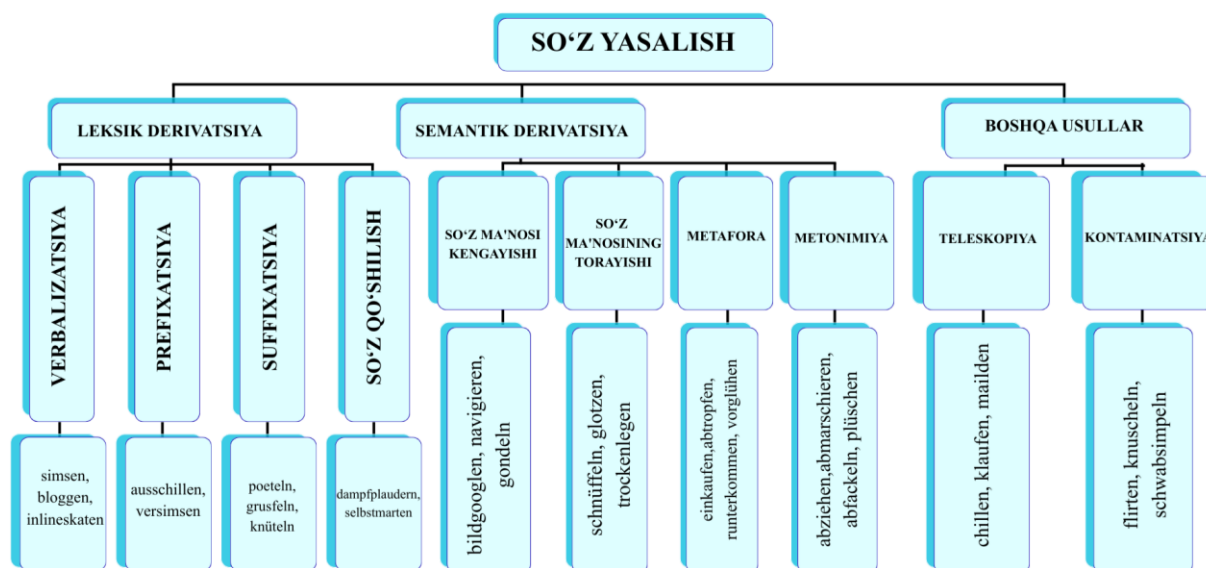 SO‘Z YASALISH
LEKSIK DERIVATSIYA
SEMANTIK DERIVATSIYA
BOSHQA USULLAR
VERBALIZATSIYA
PREFIXATSIYA
SUFFIXATSIYA
SO‘Z QO‘SHILISH
SO‘Z MA'NOSI
KENGAYISHI
SO‘Z
MA'NOSINING
TORAYISHI
METAFORA
METONIMIYA
TELESKOPIYA
KONTAMINATSIYA
simsen,
bloggen,
inlineskaten
ausschillen,
versimsen
poeteln,
grusfeln,
knüteln
dampfplaudern,
selbstmarten
bildgooglen, navigieren,
gondeln
schnüffeln, glotzen,
trockenlegen
einkaufen,abtropfen,
runterkommen, vorglühen
abziehen,abmarschieren,
abfackeln, plüschen
chillen, klaufen, mailden
flirten, knuscheln,
schwabsimpeln